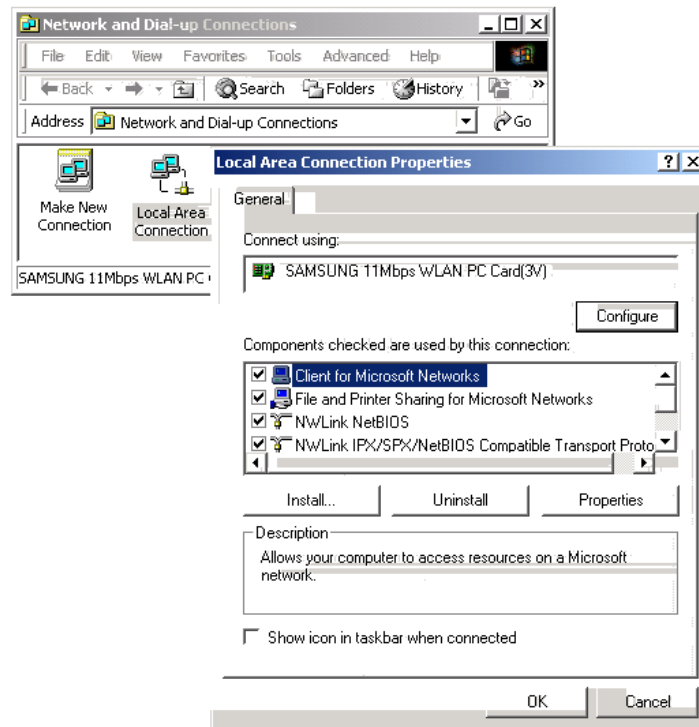 Network and Dial-up Connections
File Edit View Favorites Tools Advanced Help
Back Search Folders History »
Address Network and Dial-up Connections Go
Make New
Connection
Local Area
Connection
SAMSUNG 11Mbps WLAN PC
Local Area Connection Properties
General
Connect using:
SAMSUNG 11Mbps WLAN PC Card(3V)
Configure
Components checked are used by this connection:
Client for Microsoft Networks
File and Printer Sharing for Microsoft Networks
NWLink NetBIOS
NWLink IPX/SPX/NetBIOS Compatible Transport Proto
Install... Uninstall Properties
Description
Allows your computer to access resources on a Microsoft
network.
Show icon in taskbar when connected
OK Cancel